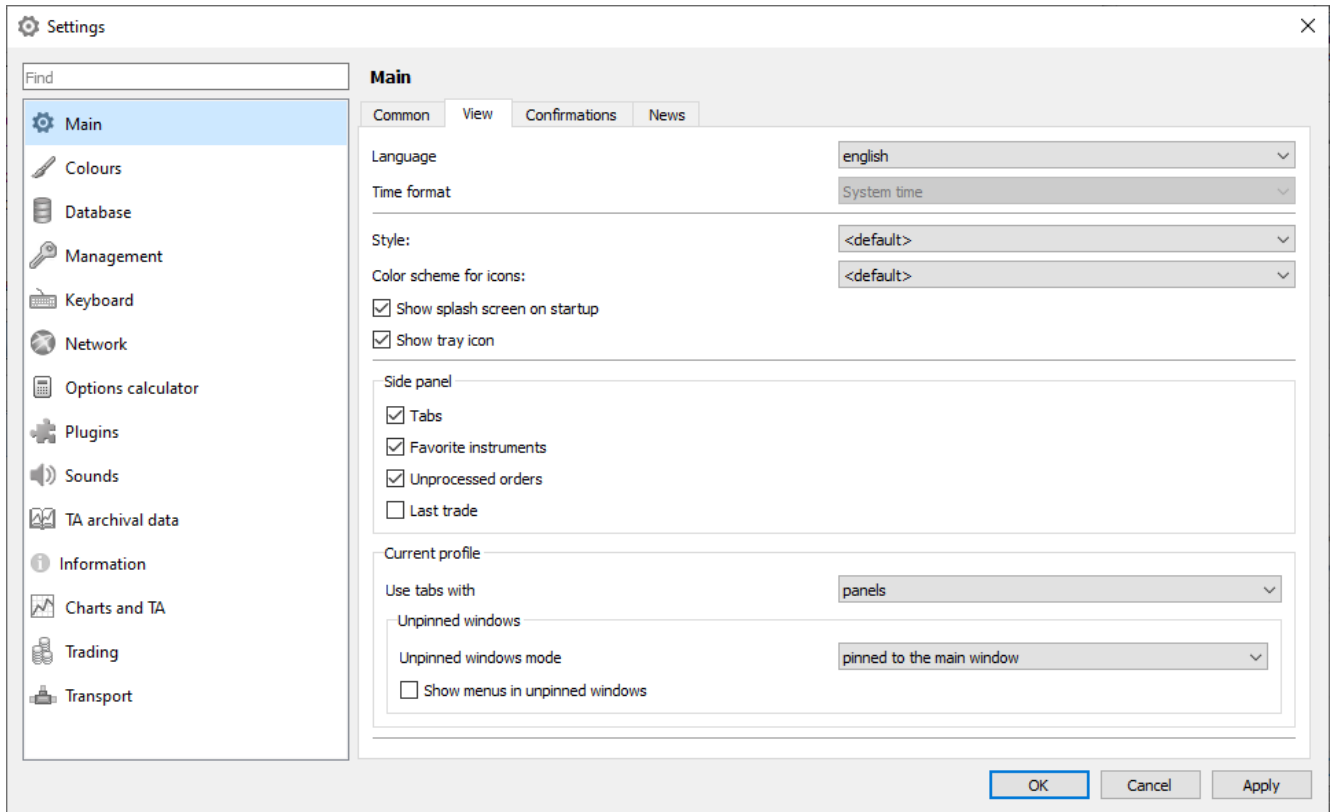 Settings
Find
Main
Colours
Database
Management
Keyboard
Network
Options calculator
Plugins
Sounds
TA archival data
Information
Charts and TA
Trading
Transport
Main
Common View Confirmations News
Language english
Time format System time
Style: <default>
Color scheme for icons: <default>
Show splash screen on startup
Show tray icon
Side panel
Tabs
Favorite instruments
Unprocessed orders
Last trade
Current profile
Use tabs with panels
Unpinned windows
Unpinned windows mode pinned to the main window
Show menus in unpinned windows
OK Cancel Apply